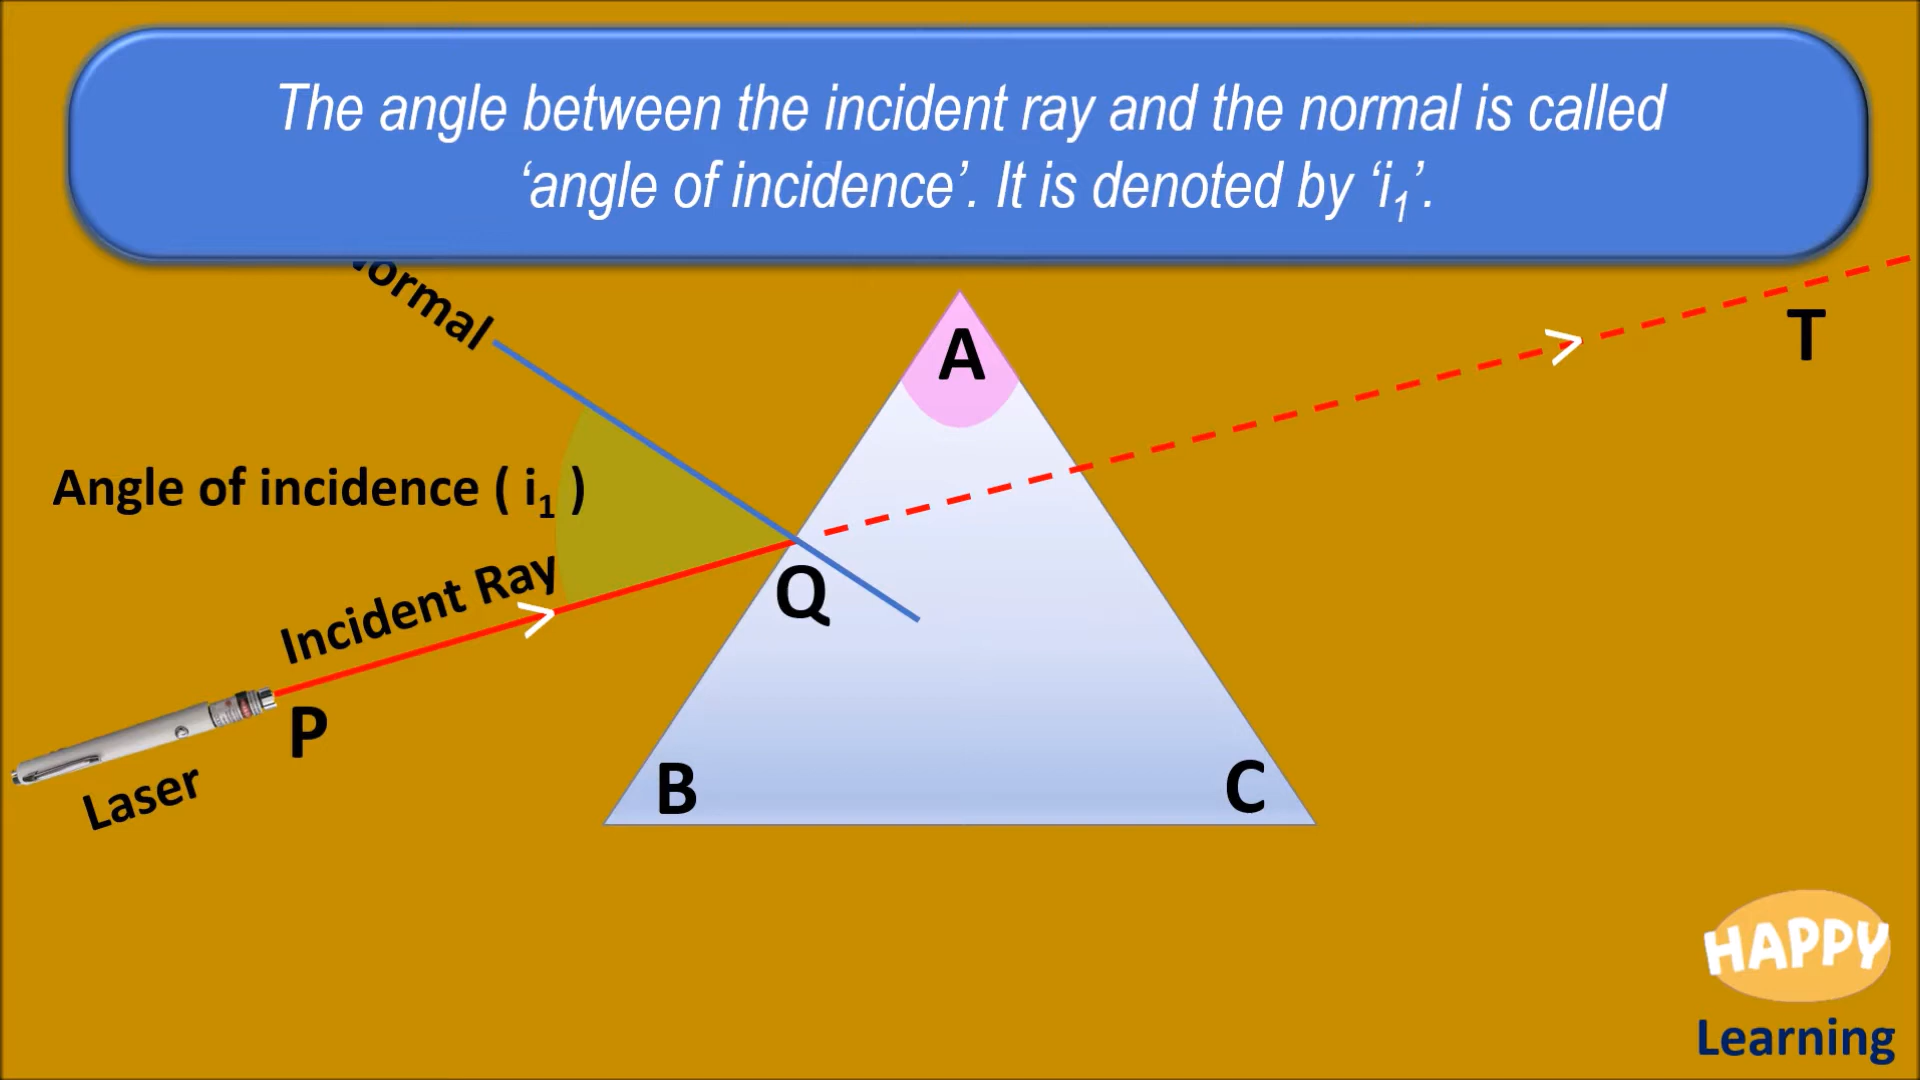 The angle between the incident ray and the normal is called
‘angle of incidence’. It is denoted by ‘i₁’.
A
T
Angle of incidence ( i₁ )
Incident Ray
Q
P
Laser
B
C
HAPPY
Learning